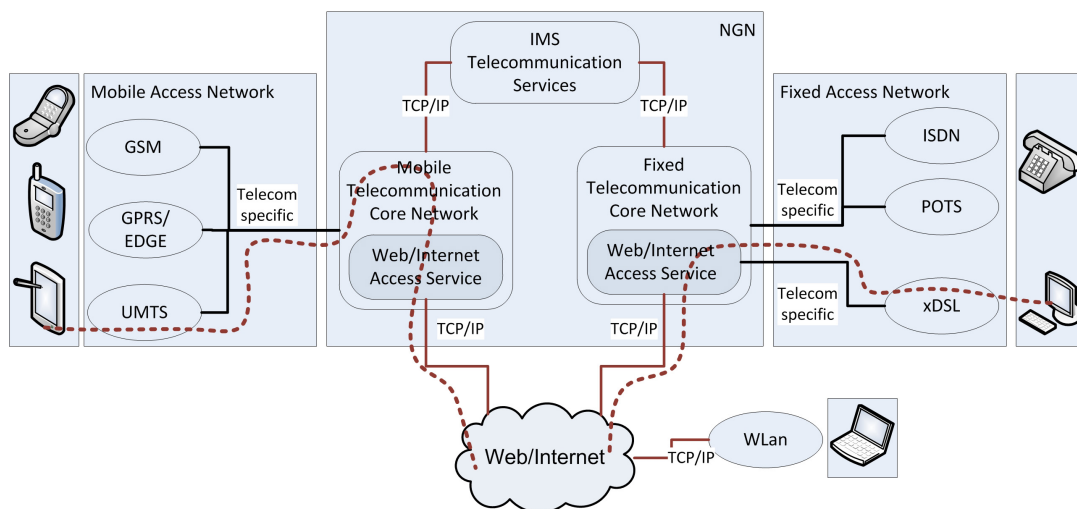 NGN
IMS
Telecommunication
Services
TCP/IP
TCP/IP
Mobile Access Network
GSM
GPRS/
EDGE
UMTS
Telecom
specific
Mobile
Telecommunication
Core Network
Web/Internet
Access Service
TCP/IP
Fixed
Telecommunication
Core Network
Web/Internet
Access Service
TCP/IP
Fixed Access Network
ISDN
POTS
xDSL
Telecom
specific
Telecom
specific
Web/Internet
TCP/IP
WLan